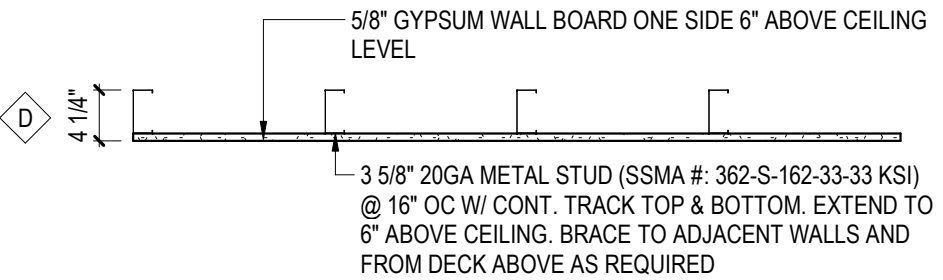 5/8" GYPSUM WALL BOARD ONE SIDE 6" ABOVE CEILING
LEVEL
D
4 1/4"
3 5/8" 20GA METAL STUD (SSMA #: 362-S-162-33-33 KSI)
@ 16" OC W/ CONT. TRACK TOP & BOTTOM. EXTEND TO
6" ABOVE CEILING. BRACE TO ADJACENT WALLS AND
FROM DECK ABOVE AS REQUIRED